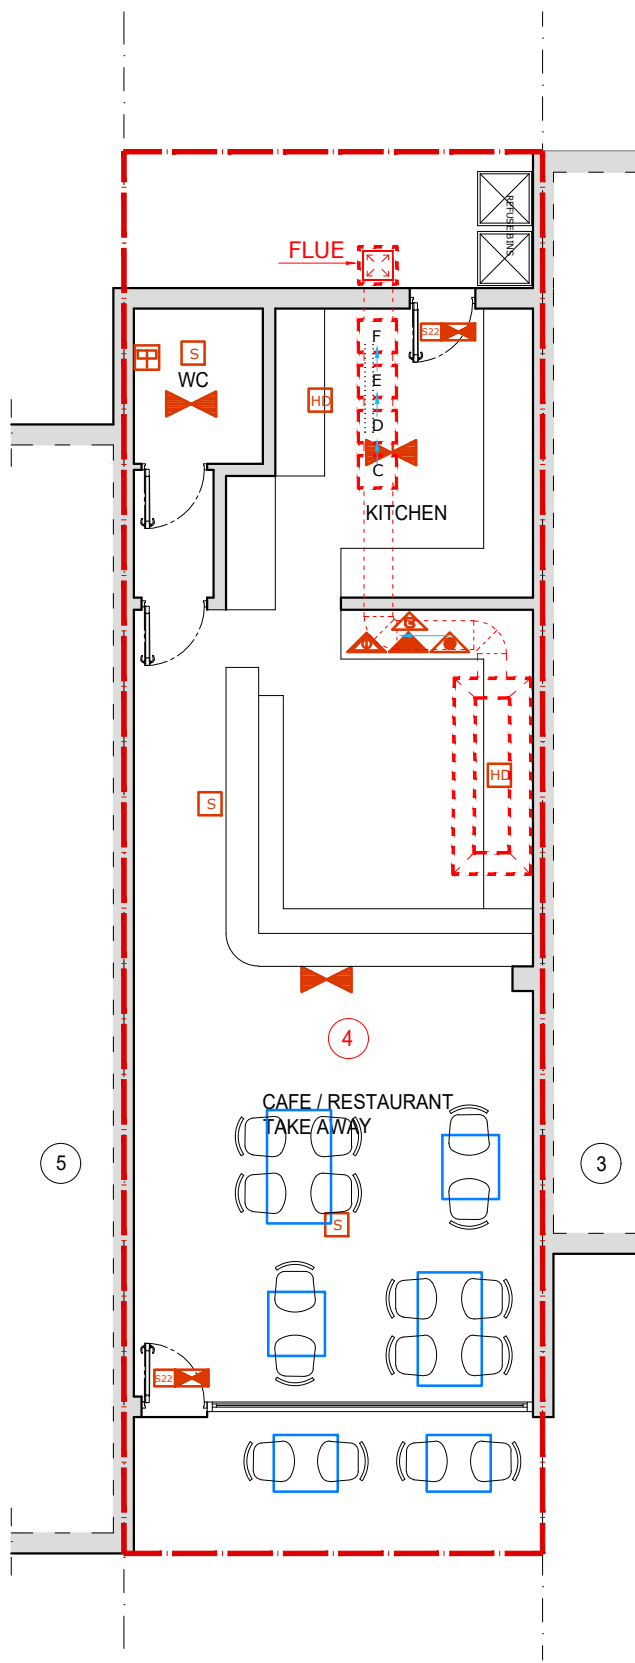 REFUSE BINS
FLUE
S22
F
S
WC
E
HD
D
C
KITCHEN
HD
S
4
CAFE / RESTAURANT
TAKE AWAY
5
3
S
S22